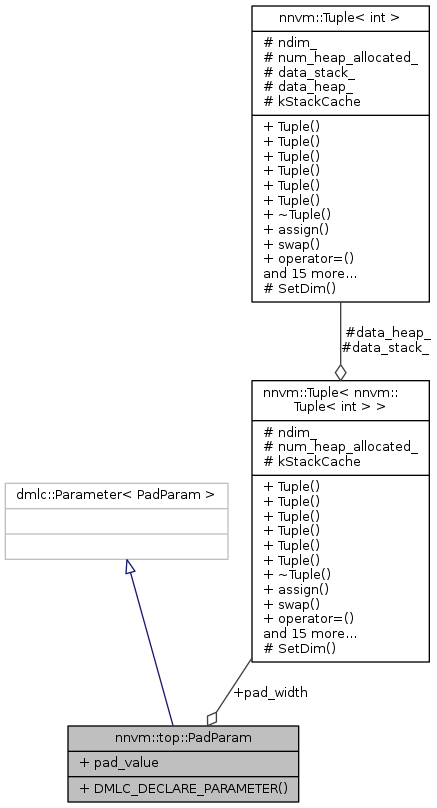 nnvm::Tuple< int >
# ndim_
# num_heap_allocated_
# data_stack_
# data_heap_
# kStackCache
+ Tuple()
+ Tuple()
+ Tuple()
+ Tuple()
+ Tuple()
+ Tuple()
+ ~Tuple()
+ assign()
+ swap()
+ operator=()
and 15 more...
# SetDim()
#data_heap_
#data_stack_
nnvm::Tuple< nnvm::
Tuple< int > >
# ndim_
# num_heap_allocated_
# kStackCache
+ Tuple()
+ Tuple()
+ Tuple()
+ Tuple()
+ Tuple()
+ Tuple()
+ ~Tuple()
+ assign()
+ swap()
+ operator=()
and 15 more...
# SetDim()
dmlc::Parameter< PadParam >
+pad_width
nnvm::top::PadParam
+ pad_value
+ DMLC_DECLARE_PARAMETER()